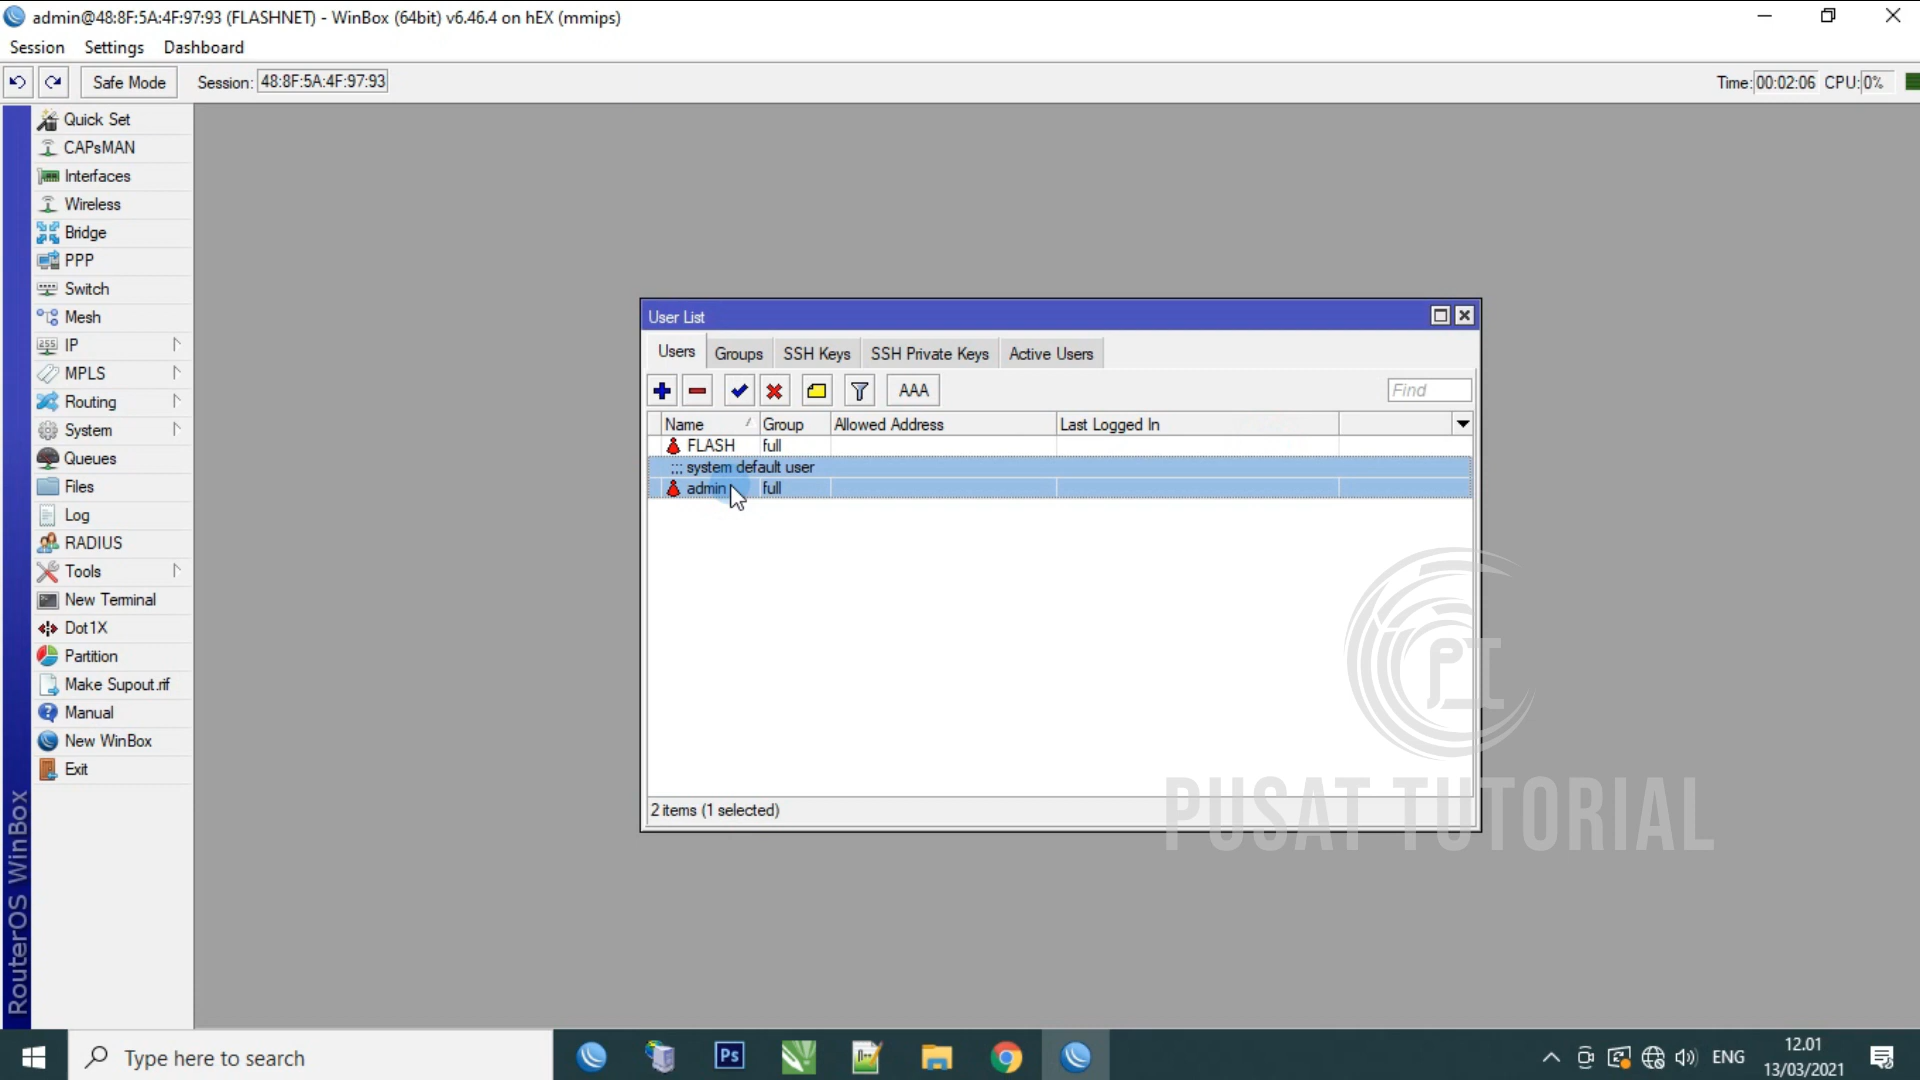 admin@48:8F:5A:4F:97:93 (FLASHNET) - WinBox (64bit) v6.46.4 on hEX (mmips)
Session Settings Dashboard
Safe Mode Session: 48:8F:5A:4F:97:93 Time: 00:02:06 CPU: 0%
Quick Set
CAPsMAN
Interfaces
Wireless
Bridge
PPP
Switch
Mesh
IP
MPLS
Routing
System
Queues
Files
Log
RADIUS
Tools
New Terminal
Dot1X
Partition
Make Supout.rif
Manual
New WinBox
Exit
RouterOS WinBox
User List
Users Groups SSH Keys SSH Private Keys Active Users
AAA Find
Name Group Allowed Address Last Logged In
FLASH full
;;; system default user
admin full
2 items (1 selected)
PT
PUSAT TUTORIAL
Type here to search
Ps
ENG
12.01
13/03/2021